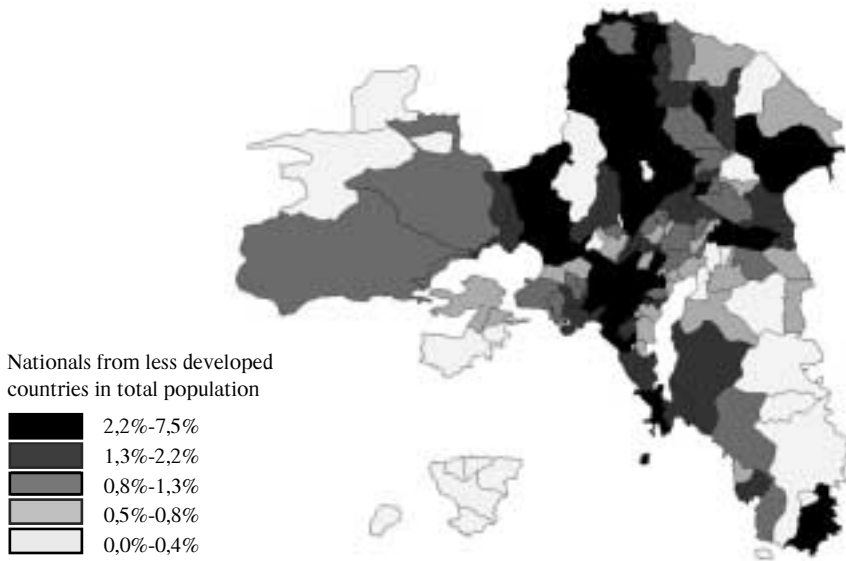 Nationals from less developed
countries in total population
2,2%-7,5%
1,3%-2,2%
0,8%-1,3%
0,5%-0,8%
0,0%-0,4%